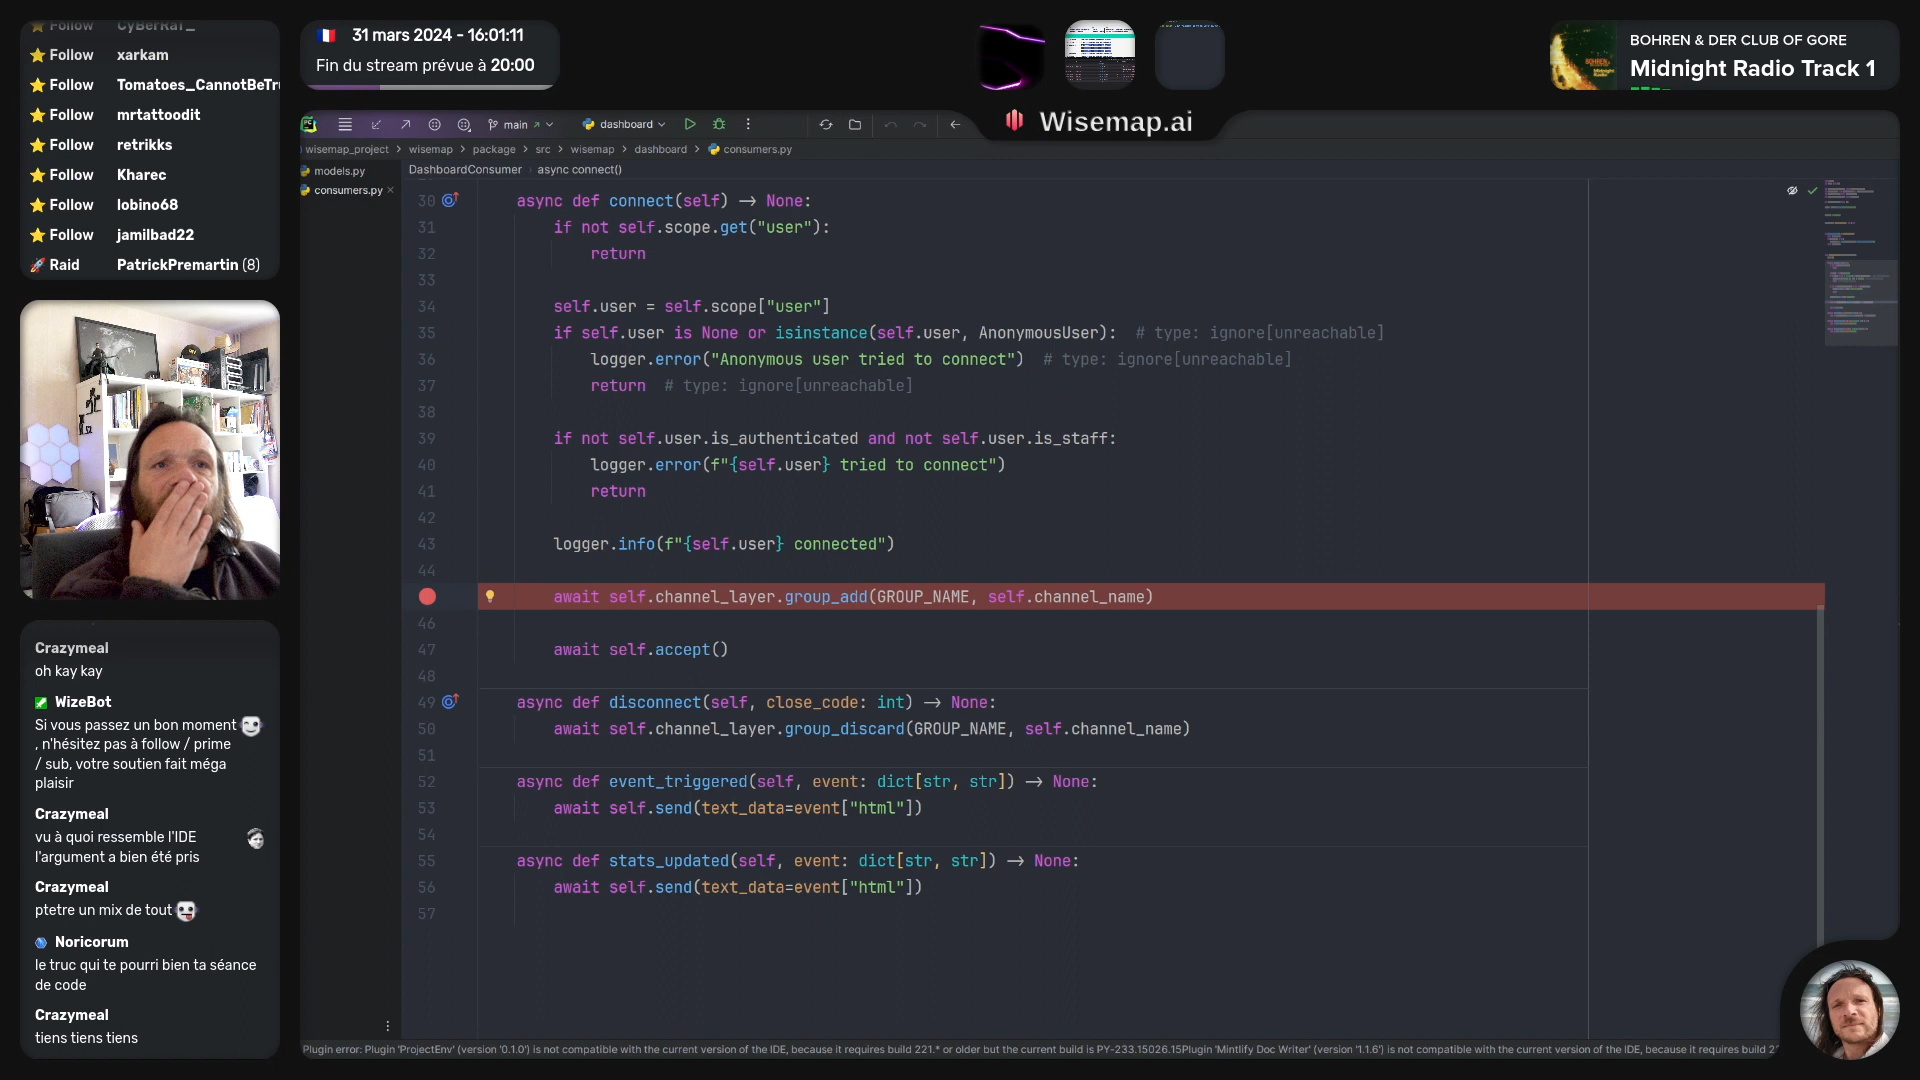 Follow CyBerRaT_
Follow xarkam
Follow Tomatoes_CannotBeTr
Follow mrtattoodit
Follow retrikks
Follow Kharec
Follow lobino68
Follow jamilbad22
Raid PatrickPremartin (8)
31 mars 2024 - 16:01:11
Fin du stream prévue à 20:00
BOHREN & DER CLUB OF GORE
Midnight Radio Track 1
Wisemap.ai
main
dashboard
wisemap_project > wisemap > package > src > wisemap > dashboard > consumers.py
models.py
consumers.py
DashboardConsumer > async connect()
30 async def connect(self) → None:
31 if not self.scope.get("user"):
32 return
33
34 self.user = self.scope["user"]
35 if self.user is None or isinstance(self.user, AnonymousUser):  # type: ignore[unreachable]
36 logger.error("Anonymous user tried to connect")  # type: ignore[unreachable]
37 return  # type: ignore[unreachable]
38
39 if not self.user.is_authenticated and not self.user.is_staff:
40 logger.error(f"{self.user} tried to connect")
41 return
42
43 logger.info(f"{self.user} connected")
44
await self.channel_layer.group_add(GROUP_NAME, self.channel_name)
46
47 await self.accept()
48
49 async def disconnect(self, close_code: int) → None:
50 await self.channel_layer.group_discard(GROUP_NAME, self.channel_name)
51
52 async def event_triggered(self, event: dict[str, str]) → None:
53 await self.send(text_data=event["html"])
54
55 async def stats_updated(self, event: dict[str, str]) → None:
56 await self.send(text_data=event["html"])
57
Crazymeal
oh kay kay
WizeBot
Si vous passez un bon moment
, n'hésitez pas à follow / prime
/ sub, votre soutien fait méga
plaisir
Crazymeal
vu à quoi ressemble l'IDE
l'argument a bien été pris
Crazymeal
ptetre un mix de tout
Noricorum
le truc qui te pourri bien ta séance
de code
Crazymeal
tiens tiens tiens
Plugin error: Plugin 'ProjectEnv' (version '0.1.0') is not compatible with the current version of the IDE, because it requires build 221.* or older but the current build is PY-233.15026.15Plugin 'Mintlify Doc Writer' (version '1.1.6') is not compatible with the current version of the IDE, because it requires build 2